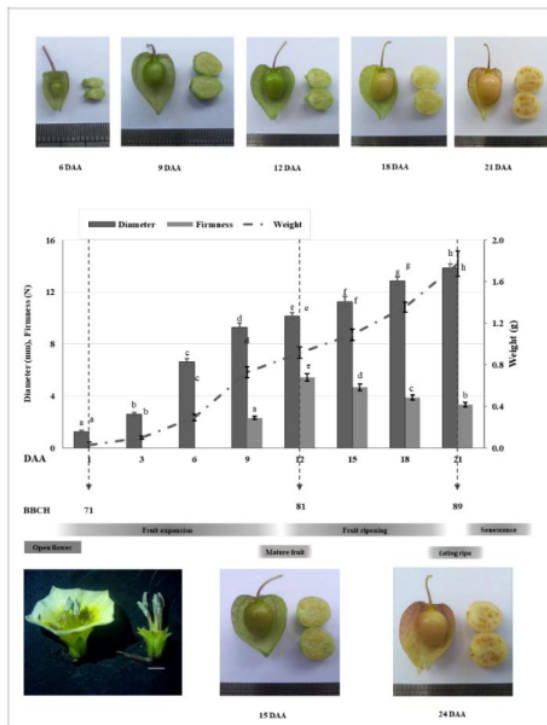 6 DAA 9 DAA 12 DAA 18 DAA 21 DAA
Diameter Firmness Weight
Diameter (mm), Firmness (N)
Weight (g)
16 2.0
12 1.6
1.2
8
0.8
4
0.4
0 0.0
a a b b c c d d a e e e f f d g g c h h b
DAA 1 3 6 9 12 15 18 21
BBCH 71 81 89
Fruit expansion Fruit ripening Senescence
Open flower Mature fruit Eating ripe
15 DAA 24 DAA